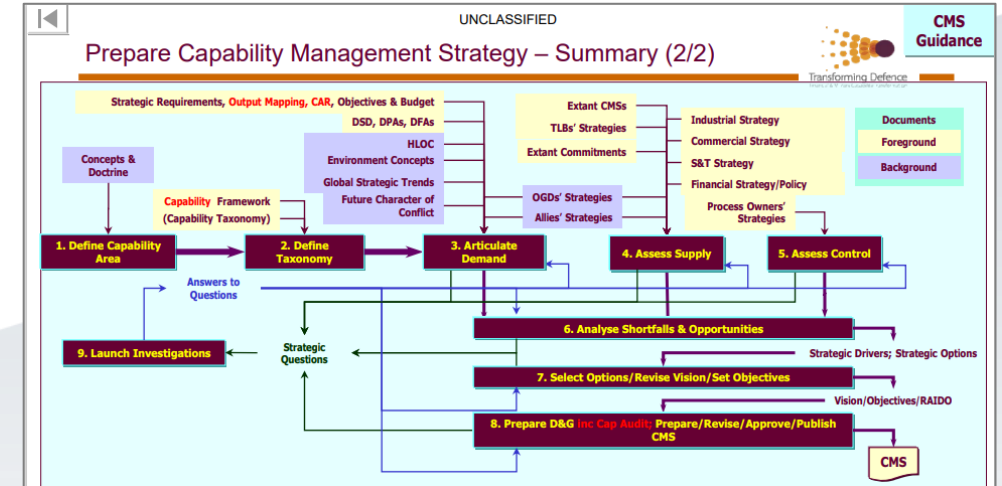 UNCLASSIFIED
CMS
Guidance
Prepare Capability Management Strategy – Summary (2/2)
Transforming Defence
Strategic Requirements, Output Mapping, CAR, Objectives & Budget
DSD, DPAs, DFAs
HLOC
Environment Concepts
Global Strategic Trends
Future Character of
Conflict
Concepts &
Doctrine
Capability Framework
(Capability Taxonomy)
Extant CMSs
TLBs' Strategies
Extant Commitments
OGDs' Strategies
Allies' Strategies
Industrial Strategy
Commercial Strategy
S&T Strategy
Financial Strategy/Policy
Process Owners'
Strategies
Documents
Foreground
Background
1. Define Capability
Area
2. Define
Taxonomy
3. Articulate
Demand
4. Assess Supply
5. Assess Control
Answers to
Questions
6. Analyse Shortfalls & Opportunities
9. Launch Investigations
Strategic
Questions
Strategic Drivers; Strategic Options
7. Select Options/Revise Vision/Set Objectives
Vision/Objectives/RAIDO
8. Prepare D&G inc Cap Audit; Prepare/Revise/Approve/Publish
CMS
CMS